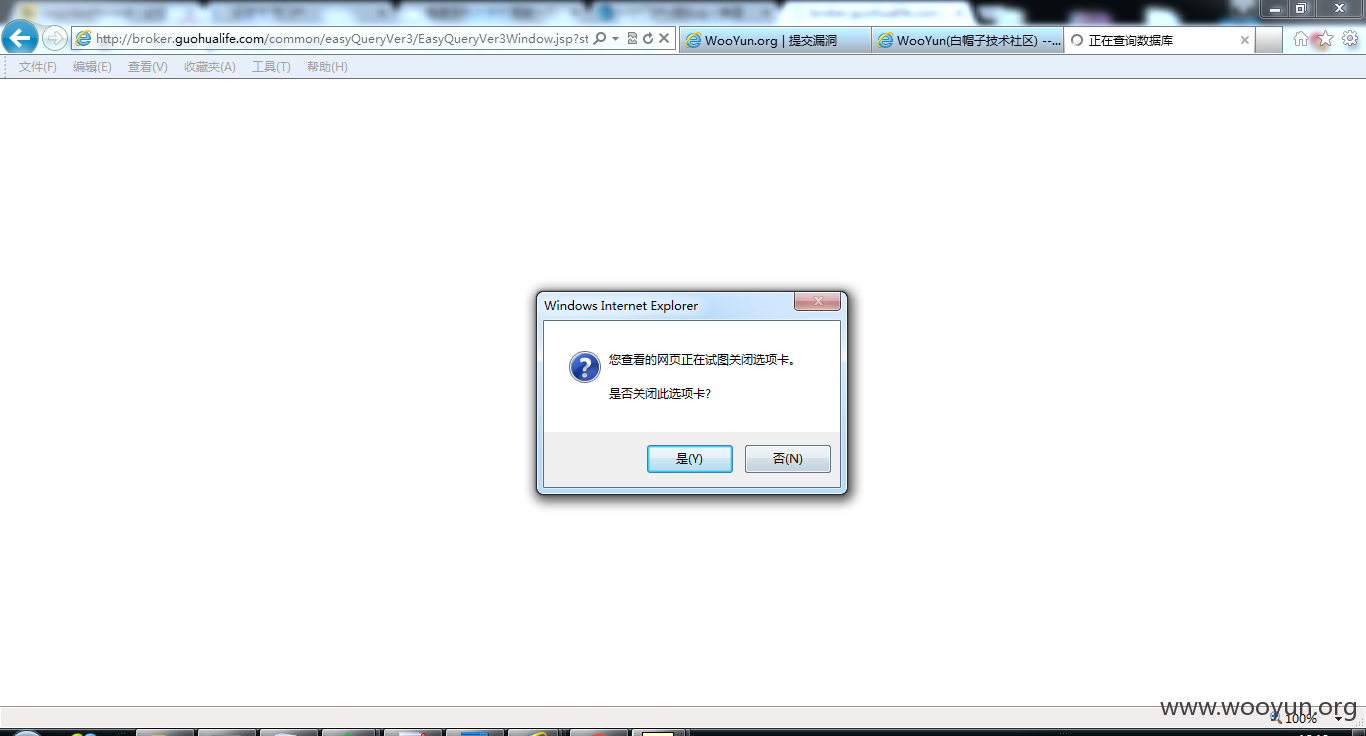 http://broker.guohualife.com/common/easyQueryVer3/EasyQueryVer3Window.jsp?st
WooYun.org | 提交漏洞
WooYun(白帽子技术社区) --...
正在查询数据库
文件(F) 编辑(E) 查看(V) 收藏夹(A) 工具(T) 帮助(H)
Windows Internet Explorer
您查看的网页正在试图关闭选项卡。
是否关闭此选项卡?
是(Y) 否(N)
www.wooyun.org
100%